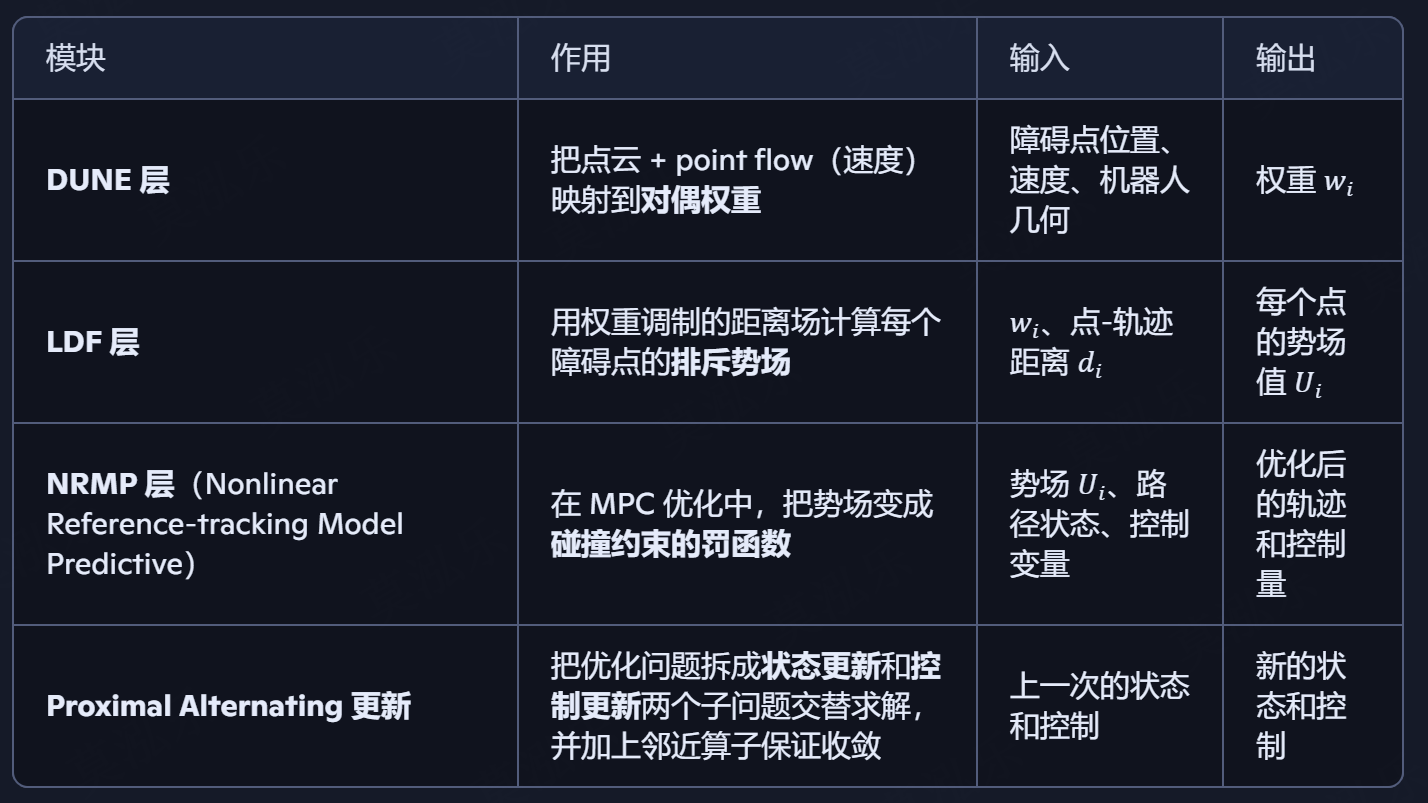 模块
作用
输入
输出
DUNE 层
把点云 + point flow（速度）
映射到对偶权重
障碍点位置、
速度、机器人
几何
权重 wᵢ
LDF 层
用权重调制的距离场计算每个
障碍点的排斥势场
wᵢ、点-轨迹
距离 dᵢ
每个点
的势场
值 Uᵢ
NRMP 层（Nonlinear
Reference-tracking Model
Predictive）
在 MPC 优化中，把势场变成
碰撞约束的罚函数
势场 Uᵢ、路
径状态、控制
变量
优化后
的轨迹
和控制
量
Proximal Alternating 更新
把优化问题拆成状态更新和控
制更新两个子问题交替求解，
并加上邻近算子保证收敛
上一次的状态
和控制
新的状
态和控
制